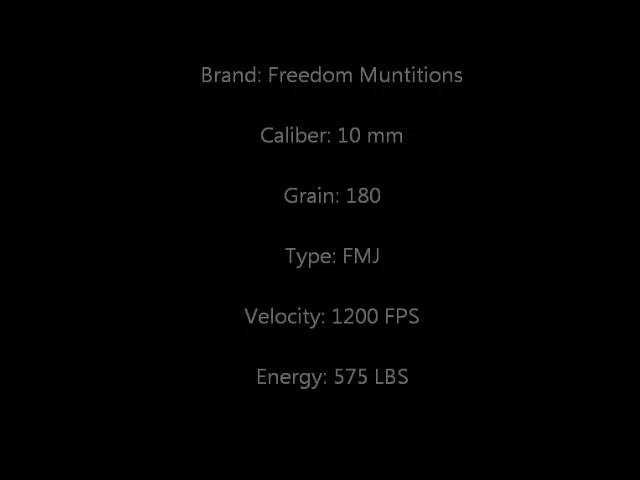 Brand: Freedom Muntitions
Caliber: 10 mm
Grain: 180
Type: FMJ
Velocity: 1200 FPS
Energy: 575 LBS